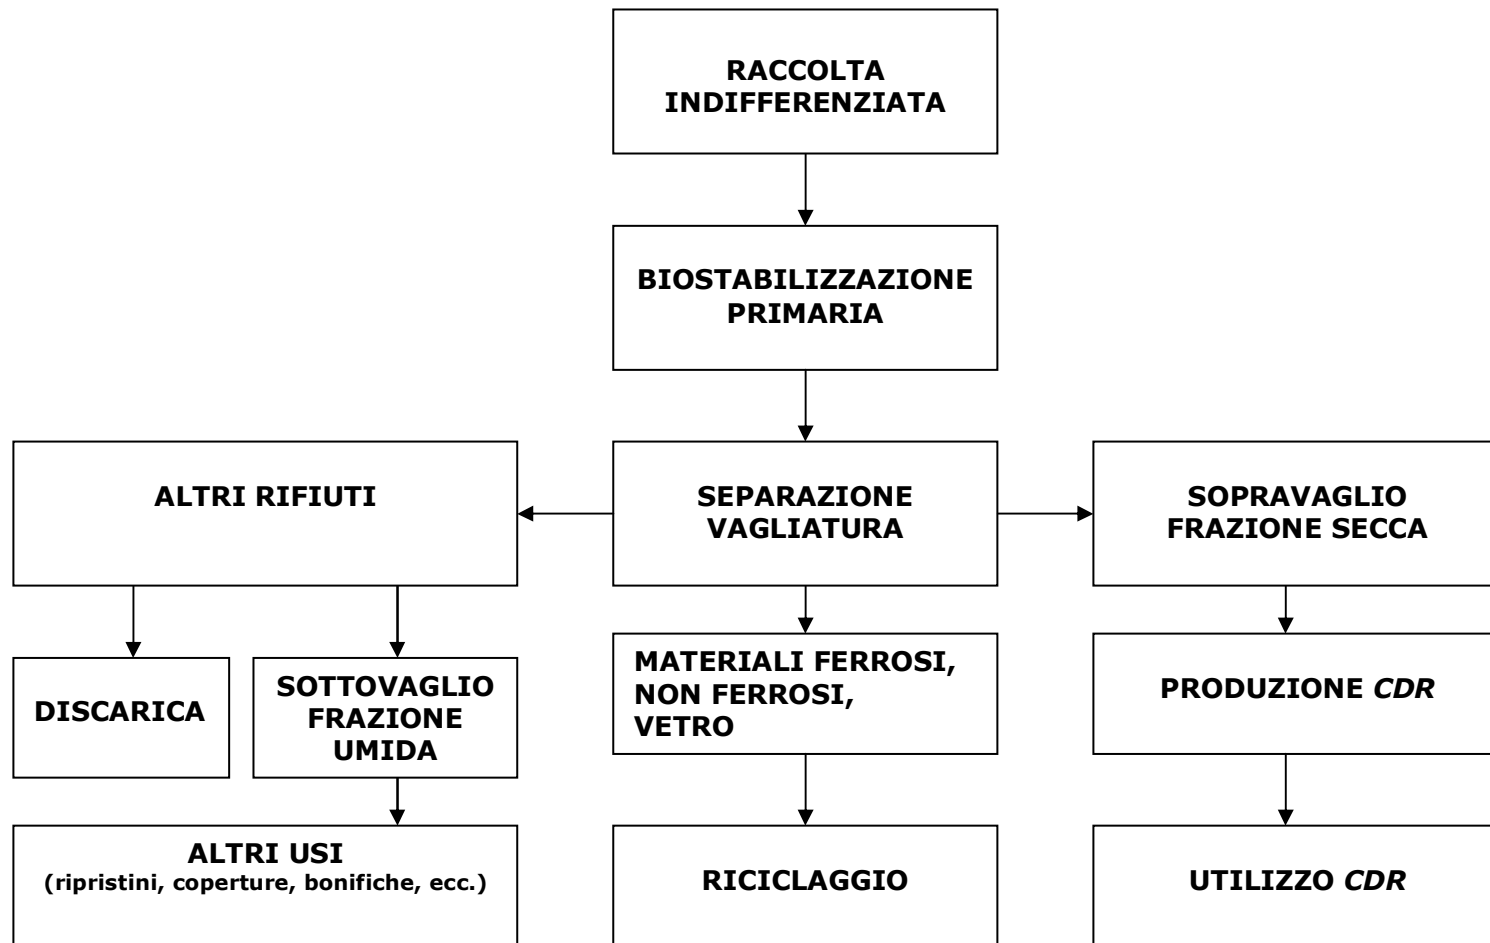 RACCOLTA
INDIFFERENZIATA
BIOSTABILIZZAZIONE
PRIMARIA
ALTRI RIFIUTI
SEPARAZIONE
VAGLIATURA
SOPRAVAGLIO
FRAZIONE SECCA
DISCARICA
SOTTOVAGLIO
FRAZIONE
UMIDA
MATERIALI FERROSI,
NON FERROSI,
VETRO
PRODUZIONE CDR
ALTRI USI
(ripristini, coperture, bonifiche, ecc.)
RICICLAGGIO
UTILIZZO CDR